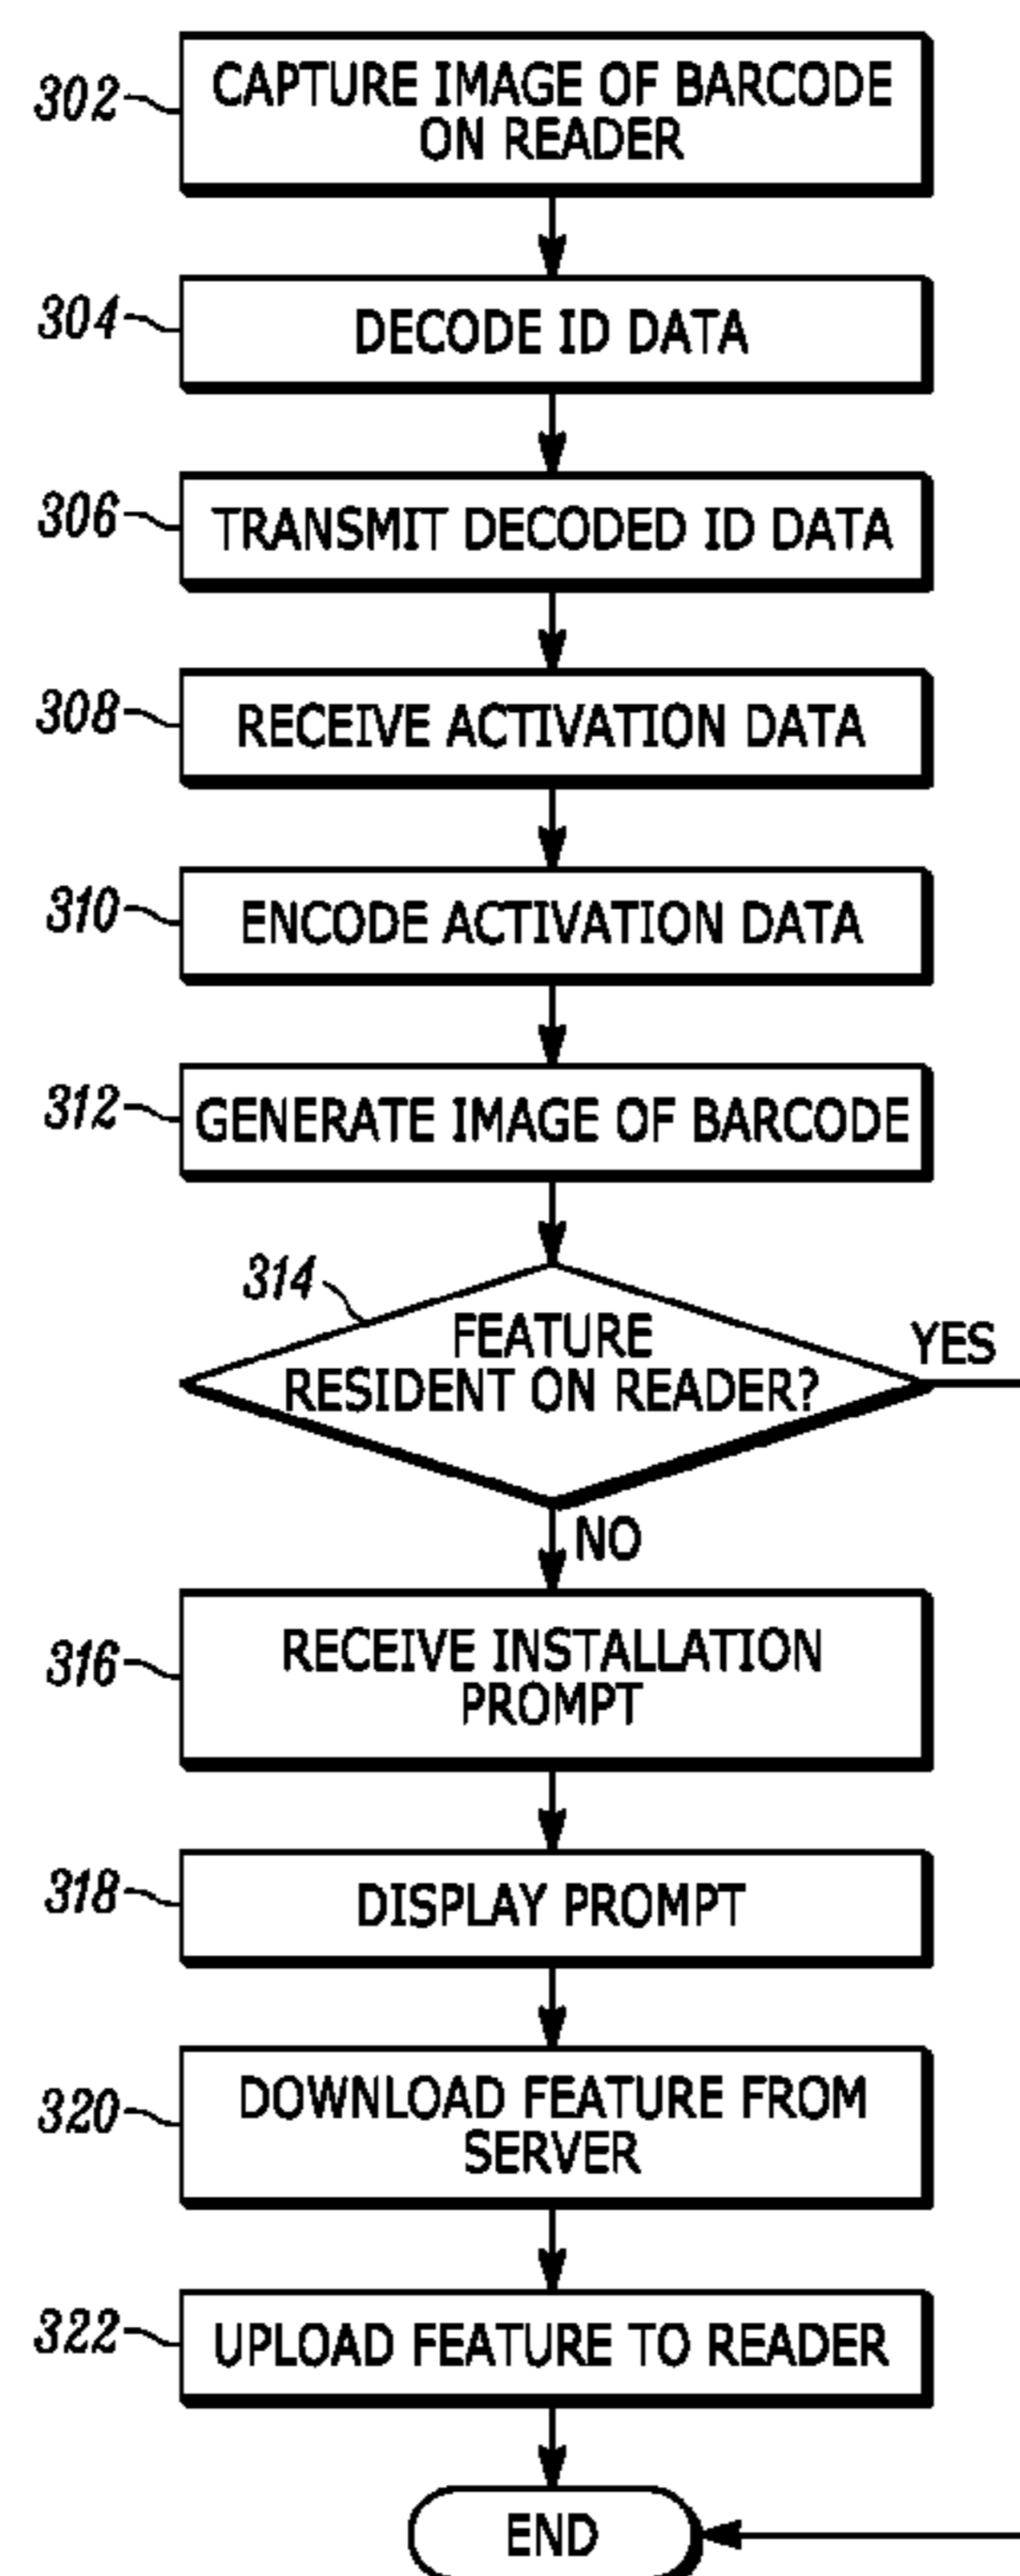 302
CAPTURE IMAGE OF BARCODE
ON READER
304
DECODE ID DATA
306
TRANSMIT DECODED ID DATA
308
RECEIVE ACTIVATION DATA
310
ENCODE ACTIVATION DATA
312
GENERATE IMAGE OF BARCODE
314
FEATURE
RESIDENT ON READER?
YES
NO
316
RECEIVE INSTALLATION
PROMPT
318
DISPLAY PROMPT
320
DOWNLOAD FEATURE FROM
SERVER
322
UPLOAD FEATURE TO READER
END